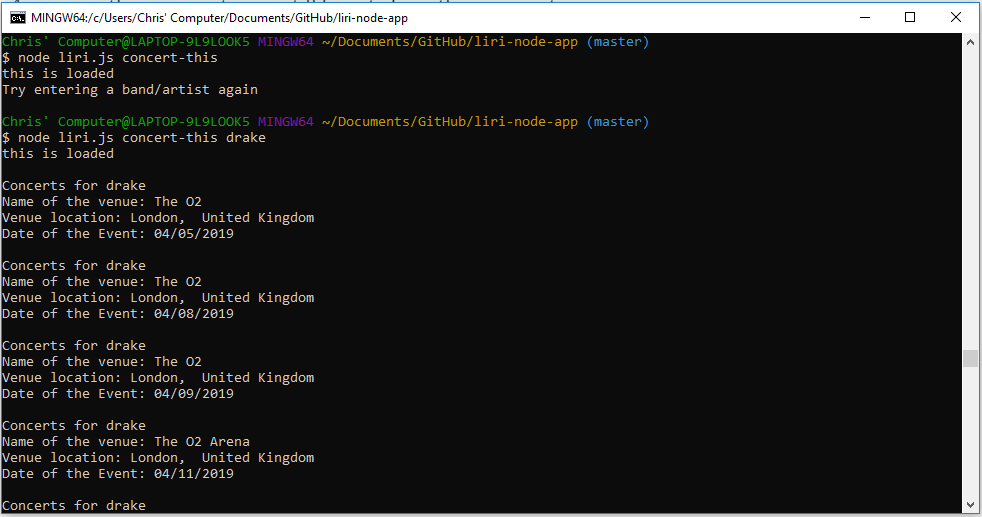 MINGW64:/c/Users/Chris' Computer/Documents/GitHub/liri-node-app
Chris' Computer@LAPTOP-9L9LOOK5 MINGW64 ~/Documents/GitHub/liri-node-app (master)
$ node liri.js concert-this
this is loaded
Try entering a band/artist again
Chris' Computer@LAPTOP-9L9LOOK5 MINGW64 ~/Documents/GitHub/liri-node-app (master)
$ node liri.js concert-this drake
this is loaded
Concerts for drake
Name of the venue: The O2
Venue location: London,  United Kingdom
Date of the Event: 04/05/2019
Concerts for drake
Name of the venue: The O2
Venue location: London,  United Kingdom
Date of the Event: 04/08/2019
Concerts for drake
Name of the venue: The O2
Venue location: London,  United Kingdom
Date of the Event: 04/09/2019
Concerts for drake
Name of the venue: The O2 Arena
Venue location: London,  United Kingdom
Date of the Event: 04/11/2019
Concerts for drake